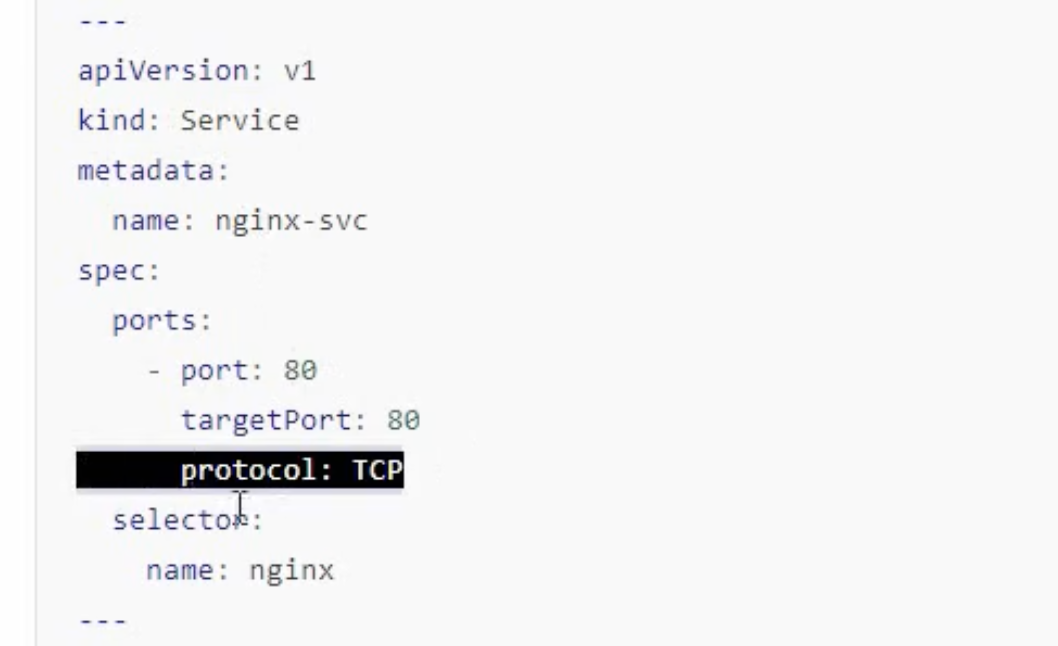 ---
apiVersion: v1
kind: Service
metadata:
  name: nginx-svc
spec:
  ports:
    - port: 80
      targetPort: 80
      protocol: TCP
  selector:
    name: nginx
---